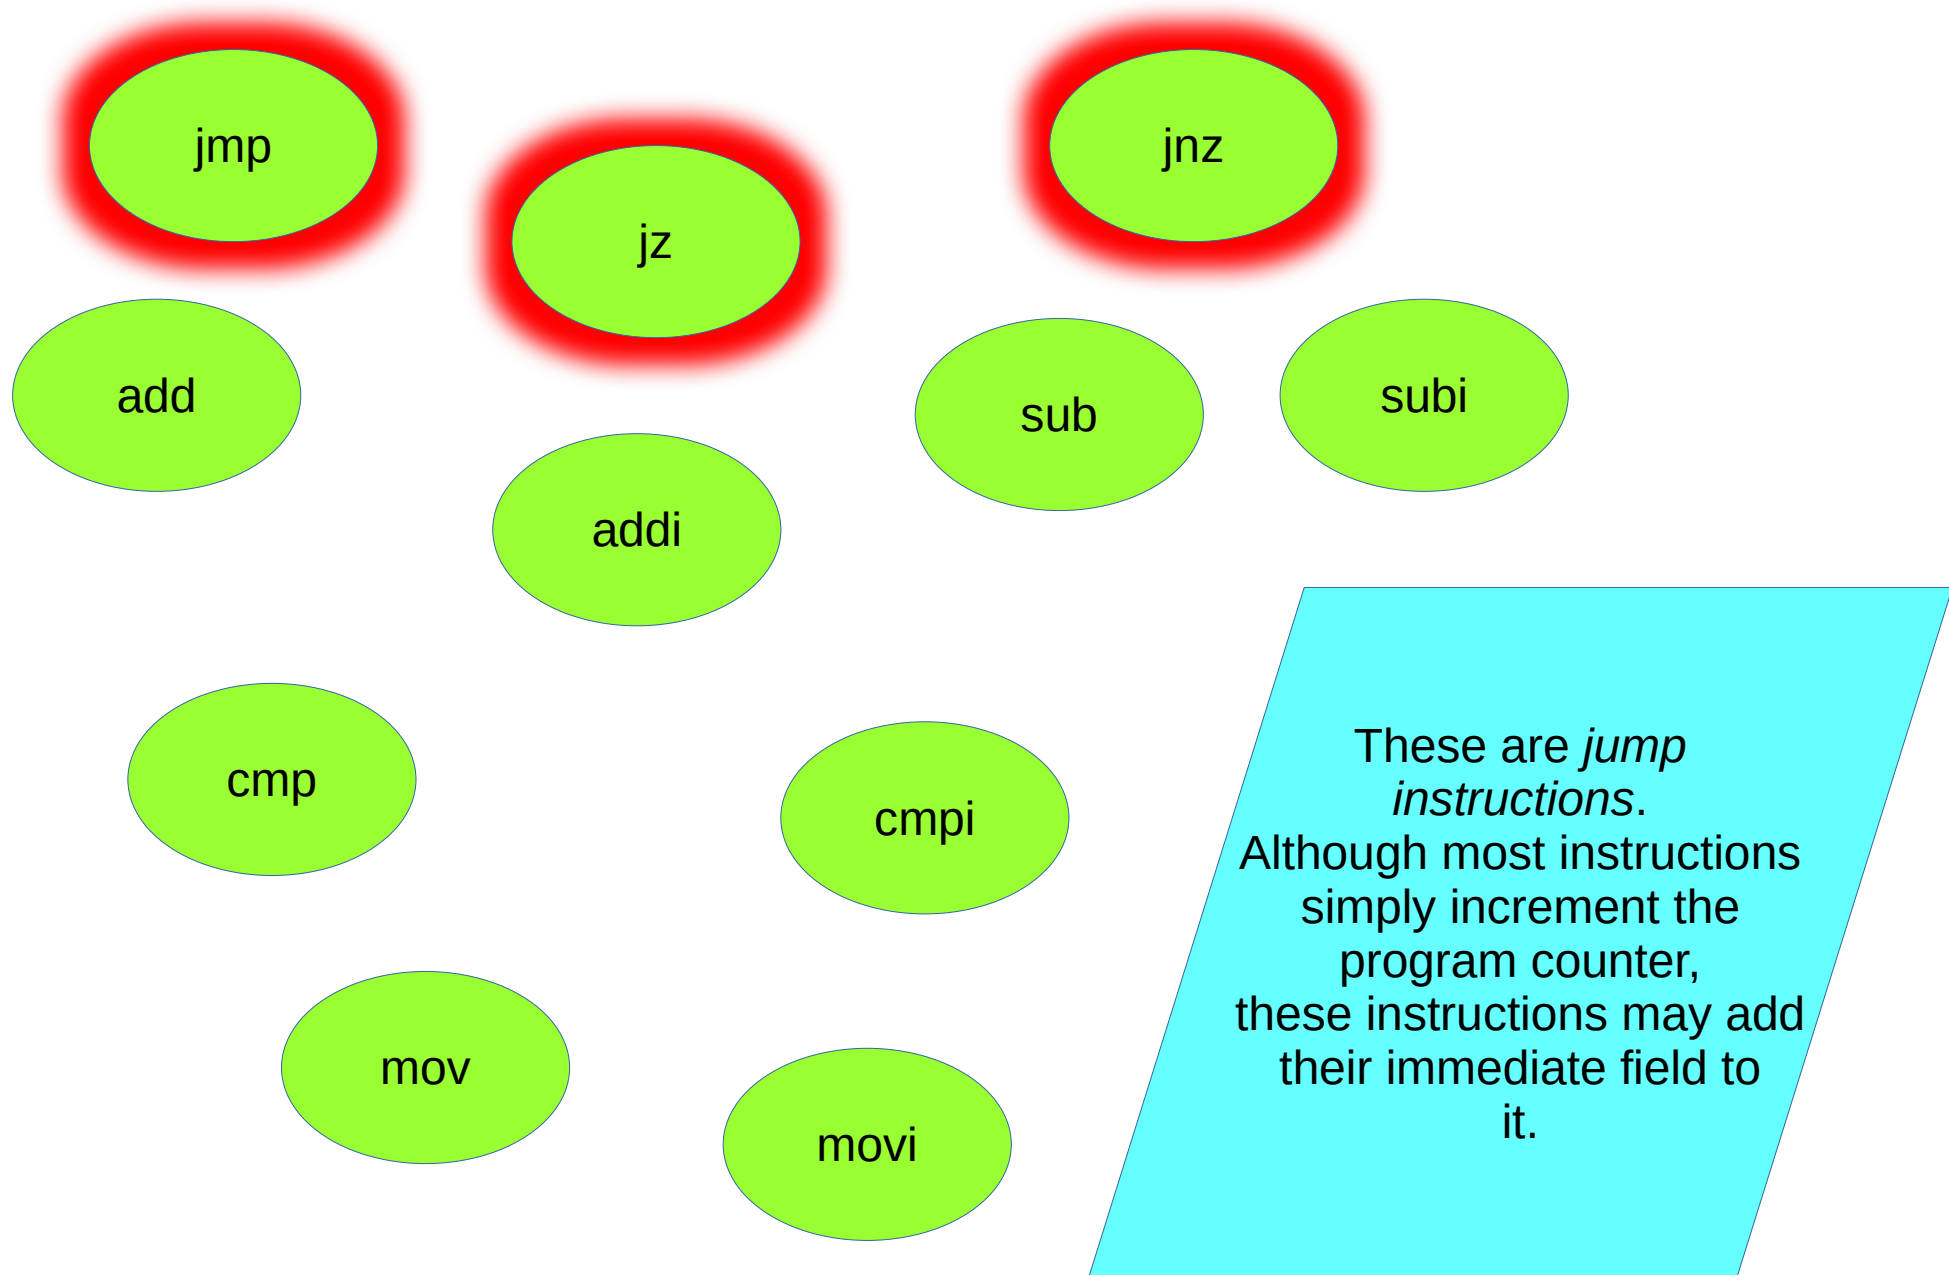 jmp
jnz
jz
add
subi
sub
addi
cmp
cmpi
mov
movi
These are jump
instructions.
Although most instructions
simply increment the
program counter,
these instructions may add
their immediate field to
it.